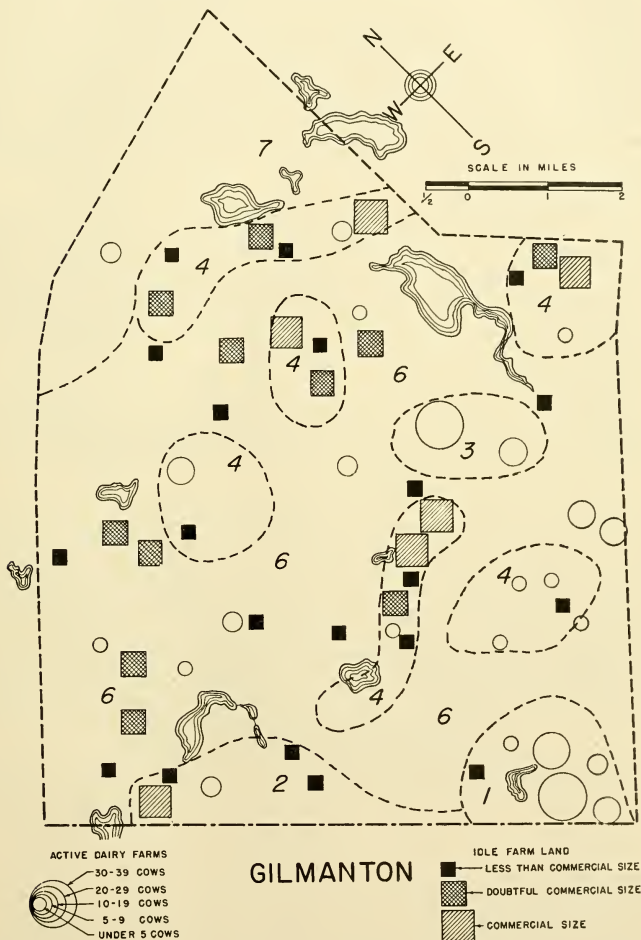 N
E
W
S
SCALE IN MILES
1/2 0 1 2
7
4
4
4
6
3
4
6
4
6
4
6
2
1
ACTIVE DAIRY FARMS
30-39 COWS
20-29 COWS
10-19 COWS
5-9 COWS
UNDER 5 COWS
GILMANTON
IDLE FARM LAND
LESS THAN COMMERCIAL SIZE
DOUBTFUL COMMERCIAL SIZE
COMMERCIAL SIZE